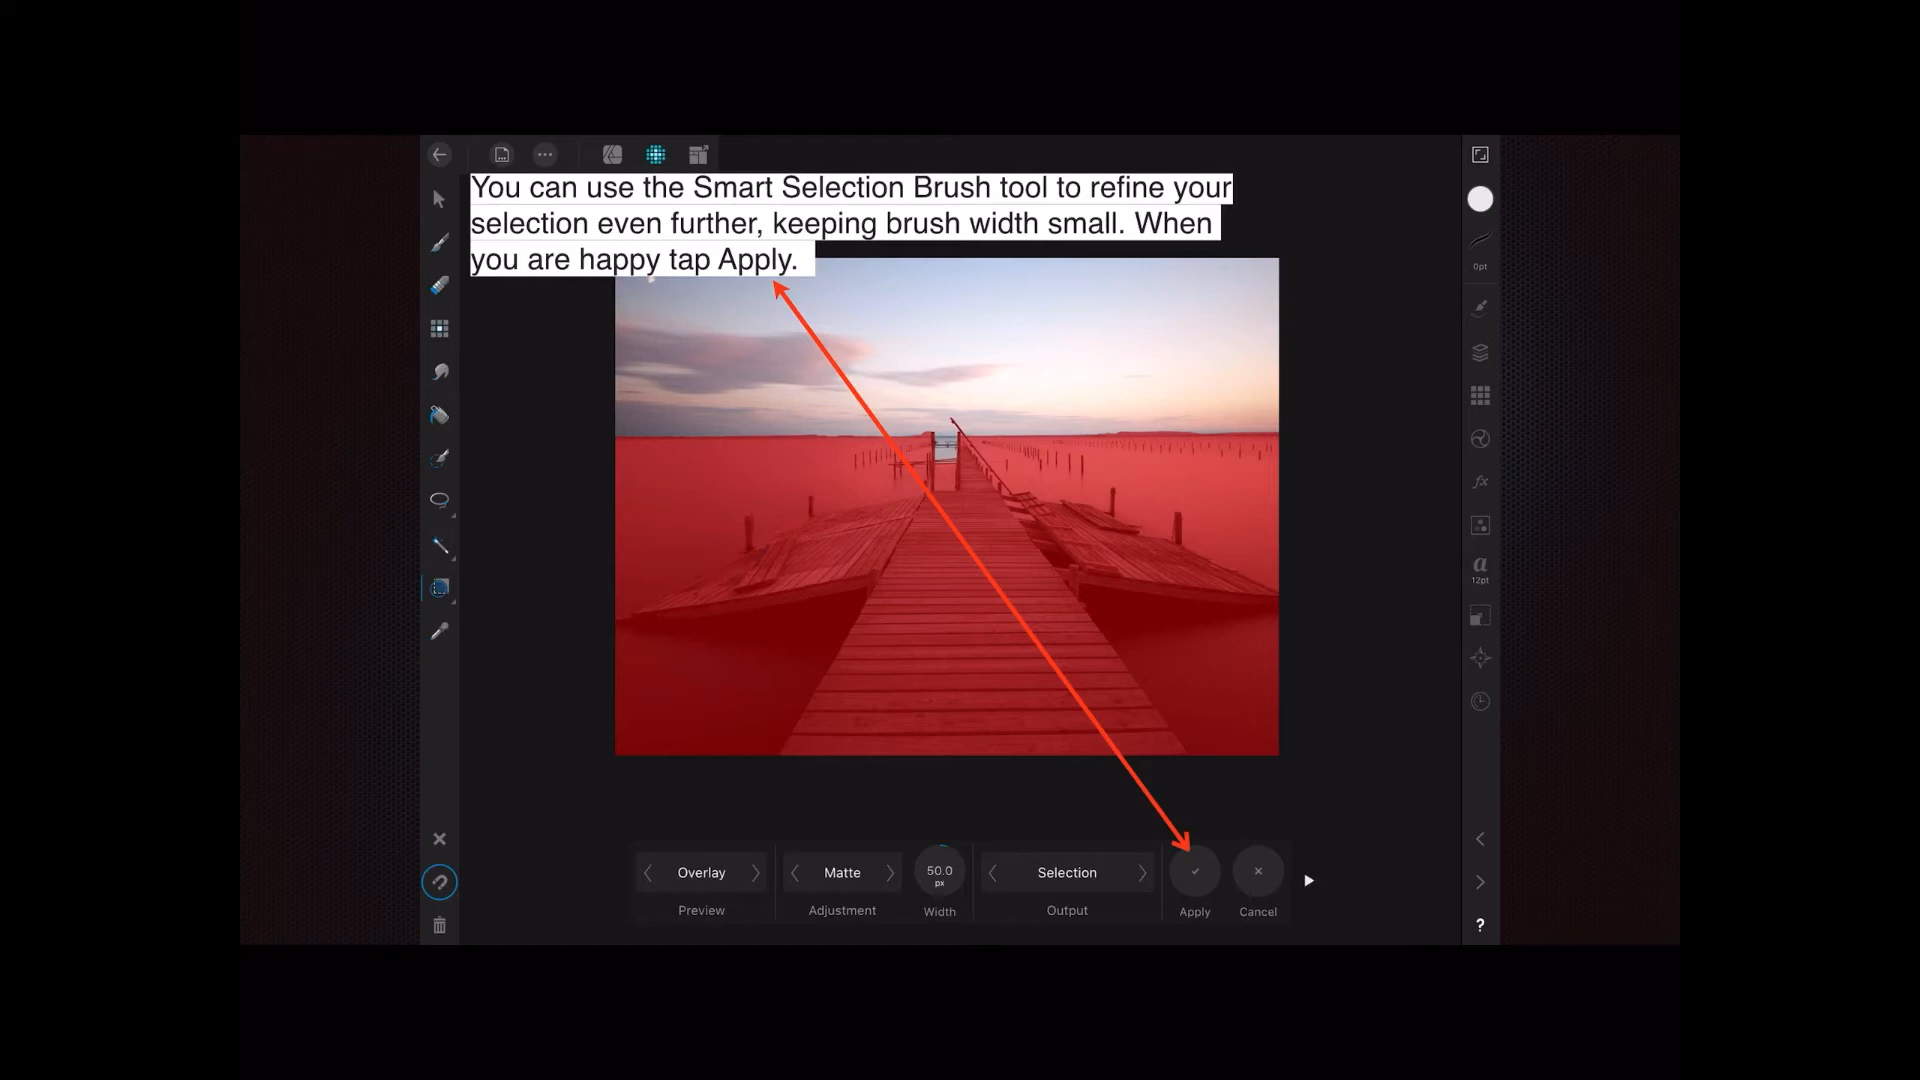 You can use the Smart Selection Brush tool to refine your
selection even further, keeping brush width small. When
you are happy tap Apply.
0pt
fx
a
12pt
Overlay
Matte
50.0
px
Selection
Preview
Adjustment
Width
Output
Apply
Cancel
?